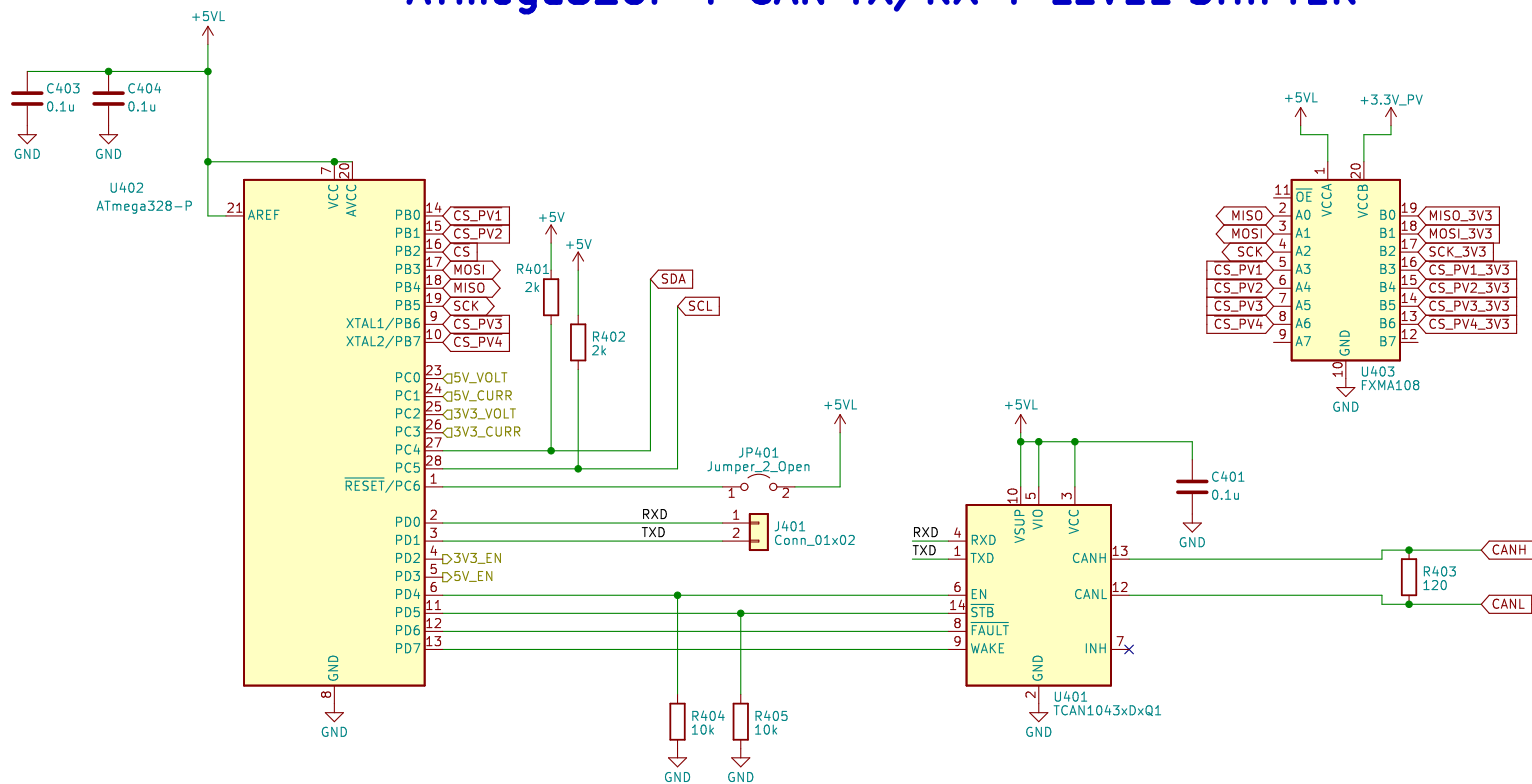 ATmega328P + CAN TX/RX + LEVEL SHIFTER
+5VL
C403
0.1u
GND
C404
0.1u
GND
U402
ATmega328-P
7
VCC
20
AVCC
21
AREF
8
GND
GND
PB0 14 CS_PV1
PB1 15 CS_PV2
PB2 16 CS
PB3 17 MOSI
PB4 18 MISO
PB5 19 SCK
XTAL1/PB6 9 CS_PV3
XTAL2/PB7 10 CS_PV4
PC0 23 5V_VOLT
PC1 24 5V_CURR
PC2 25 3V3_VOLT
PC3 26 3V3_CURR
PC4 27
PC5 28
RESET/PC6 1
PD0 2 RXD
PD1 3 TXD
PD2 4 3V3_EN
PD3 5 5V_EN
PD4 6
PD5 11
PD6 12
PD7 13
+5V
R401
2k
+5V
R402
2k
SDA
SCL
JP401
Jumper_2_Open
1 2
+5VL
1
2
J401
Conn_01x02
R404
10k
GND
R405
10k
GND
+5VL
C401
0.1u
GND
10
VSUP
5
VIO
3
VCC
RXD 4 RXD
TXD 1 TXD
6 EN
14 STB
8 FAULT
9 WAKE
CANH 13
CANL 12
INH 7
GND
2
GND
U401
TCAN1043xDxQ1
R403
120
CANH
CANL
+5VL
+3.3V_PV
1
VCCA
20
VCCB
11 OE
MISO 2 A0
MOSI 3 A1
SCK 4 A2
CS_PV1 5 A3
CS_PV2 6 A4
CS_PV3 7 A5
CS_PV4 8 A6
9 A7
B0 19 MISO_3V3
B1 18 MOSI_3V3
B2 17 SCK_3V3
B3 16 CS_PV1_3V3
B4 15 CS_PV2_3V3
B5 14 CS_PV3_3V3
B6 13 CS_PV4_3V3
B7 12
GND
10
GND
U403
FXMA108